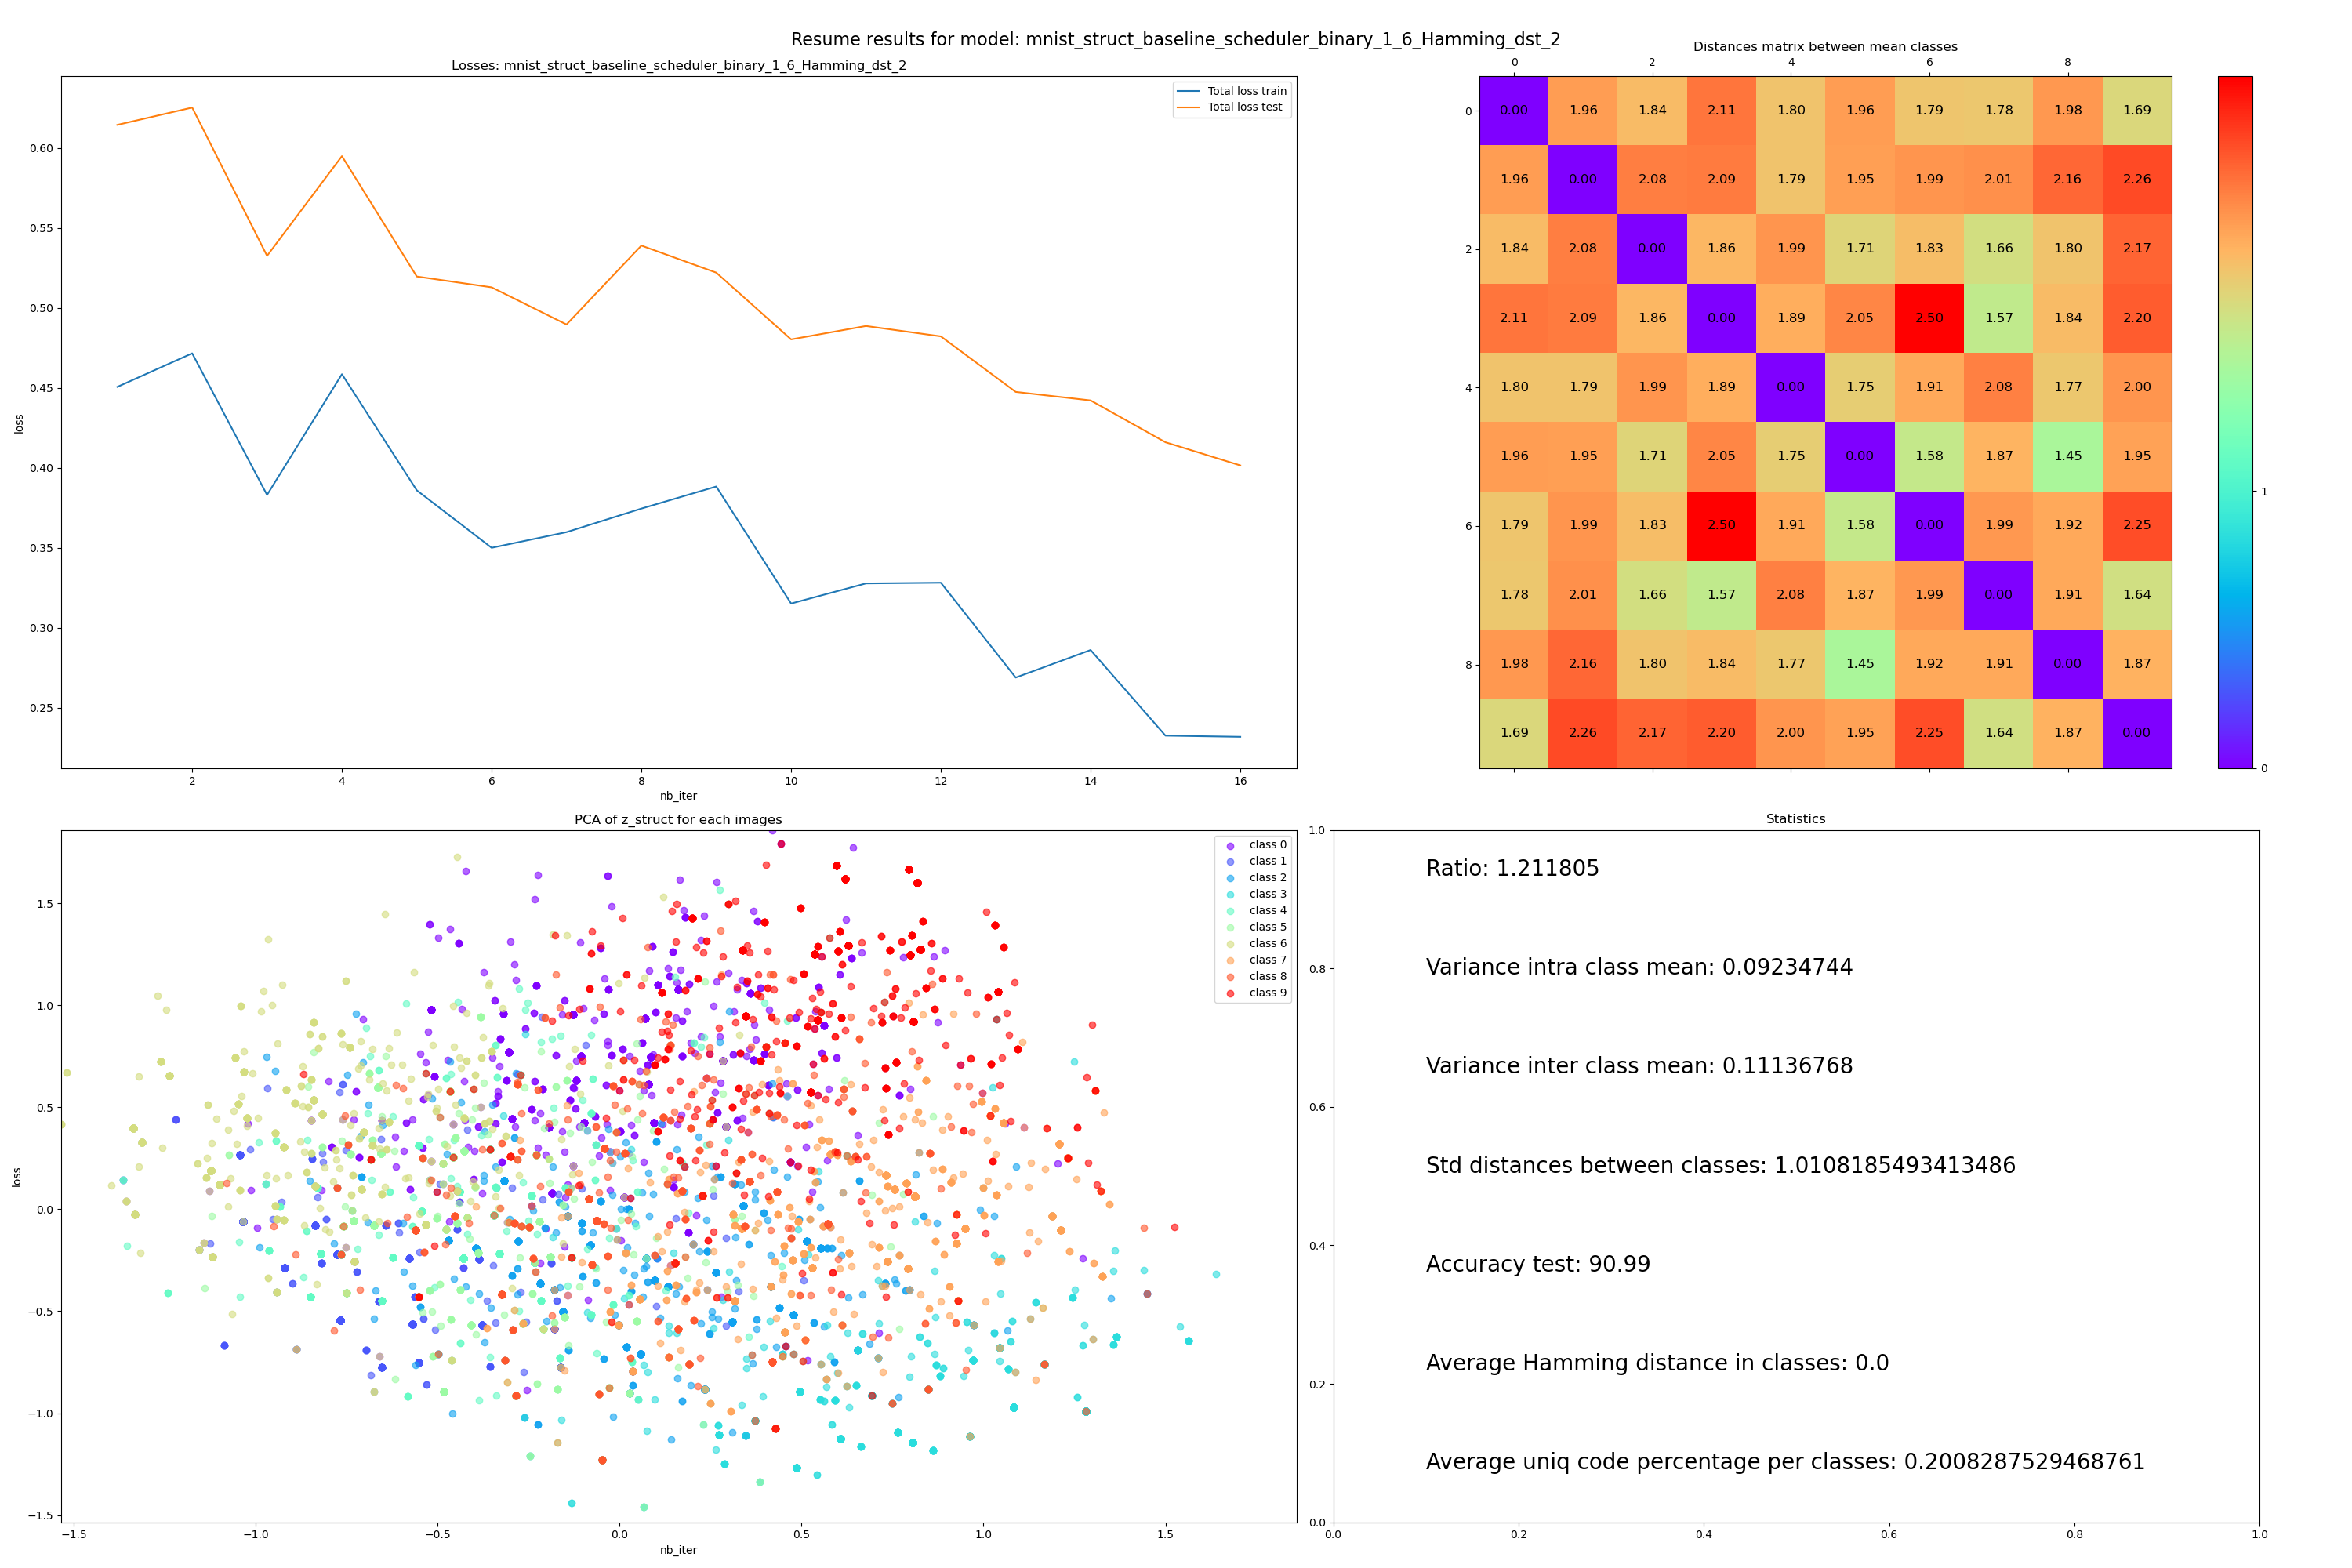 Resume results for model: mnist_struct_baseline_scheduler_binary_1_6_Hamming_dst_2
Losses: mnist_struct_baseline_scheduler_binary_1_6_Hamming_dst_2
Total loss train
Total loss test
0.60
0.55
0.50
0.45
0.40
0.35
0.30
0.25
loss
2 4 6 8 10 12 14 16
nb_iter
Distances matrix between mean classes
0 2 4 6 8
0 0.00 1.96 1.84 2.11 1.80 1.96 1.79 1.78 1.98 1.69
1.96 0.00 2.08 2.09 1.79 1.95 1.99 2.01 2.16 2.26
2 1.84 2.08 0.00 1.86 1.99 1.71 1.83 1.66 1.80 2.17
2.11 2.09 1.86 0.00 1.89 2.05 2.50 1.57 1.84 2.20
4 1.80 1.79 1.99 1.89 0.00 1.75 1.91 2.08 1.77 2.00
1.96 1.95 1.71 2.05 1.75 0.00 1.58 1.87 1.45 1.95
6 1.79 1.99 1.83 2.50 1.91 1.58 0.00 1.99 1.92 2.25
1.78 2.01 1.66 1.57 2.08 1.87 1.99 0.00 1.91 1.64
8 1.98 2.16 1.80 1.84 1.77 1.45 1.92 1.91 0.00 1.87
1.69 2.26 2.17 2.20 2.00 1.95 2.25 1.64 1.87 0.00
1
0
PCA of z_struct for each images
class 0
class 1
class 2
class 3
class 4
class 5
class 6
class 7
class 8
class 9
1.5
1.0
0.5
0.0
−0.5
−1.0
−1.5
loss
−1.5 −1.0 −0.5 0.0 0.5 1.0 1.5
nb_iter
Statistics
1.0
0.8
0.6
0.4
0.2
0.0
Ratio: 1.211805
Variance intra class mean: 0.09234744
Variance inter class mean: 0.11136768
Std distances between classes: 1.0108185493413486
Accuracy test: 90.99
Average Hamming distance in classes: 0.0
Average uniq code percentage per classes: 0.2008287529468761
0.0 0.2 0.4 0.6 0.8 1.0